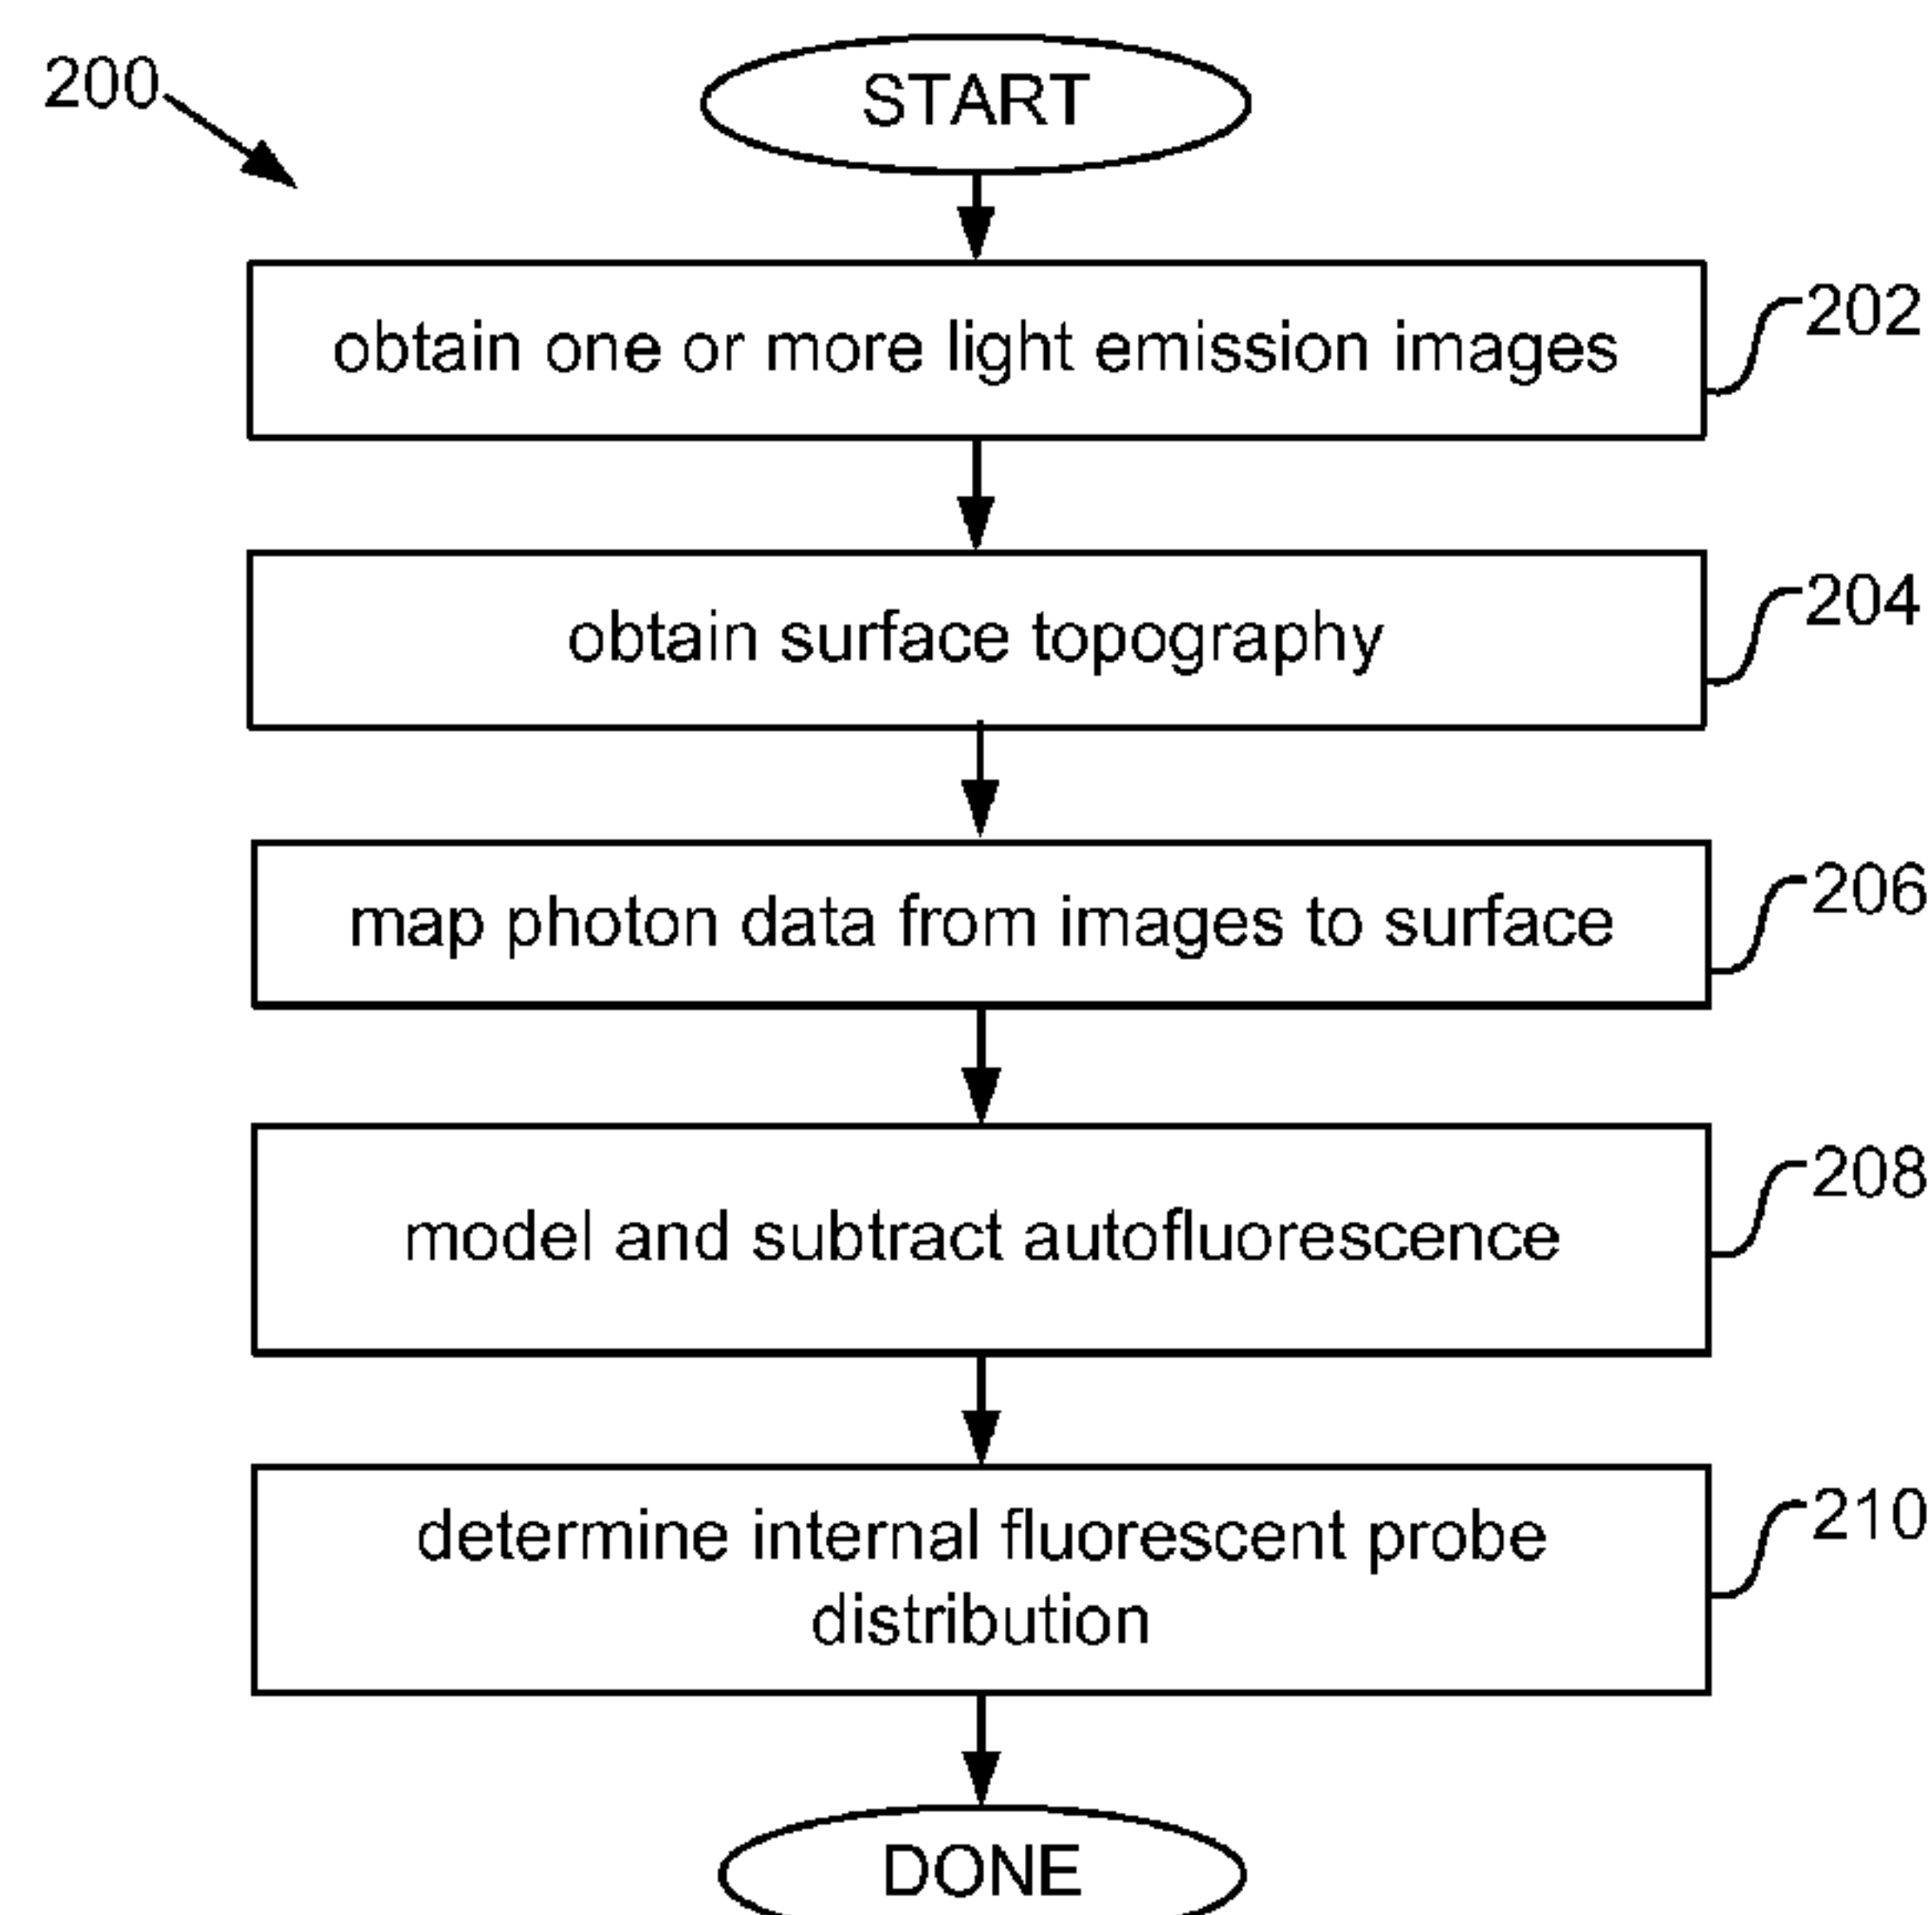 200
START
obtain one or more light emission images
202
obtain surface topography
204
map photon data from images to surface
206
model and subtract autofluorescence
208
determine internal fluorescent probe
distribution
210
DONE